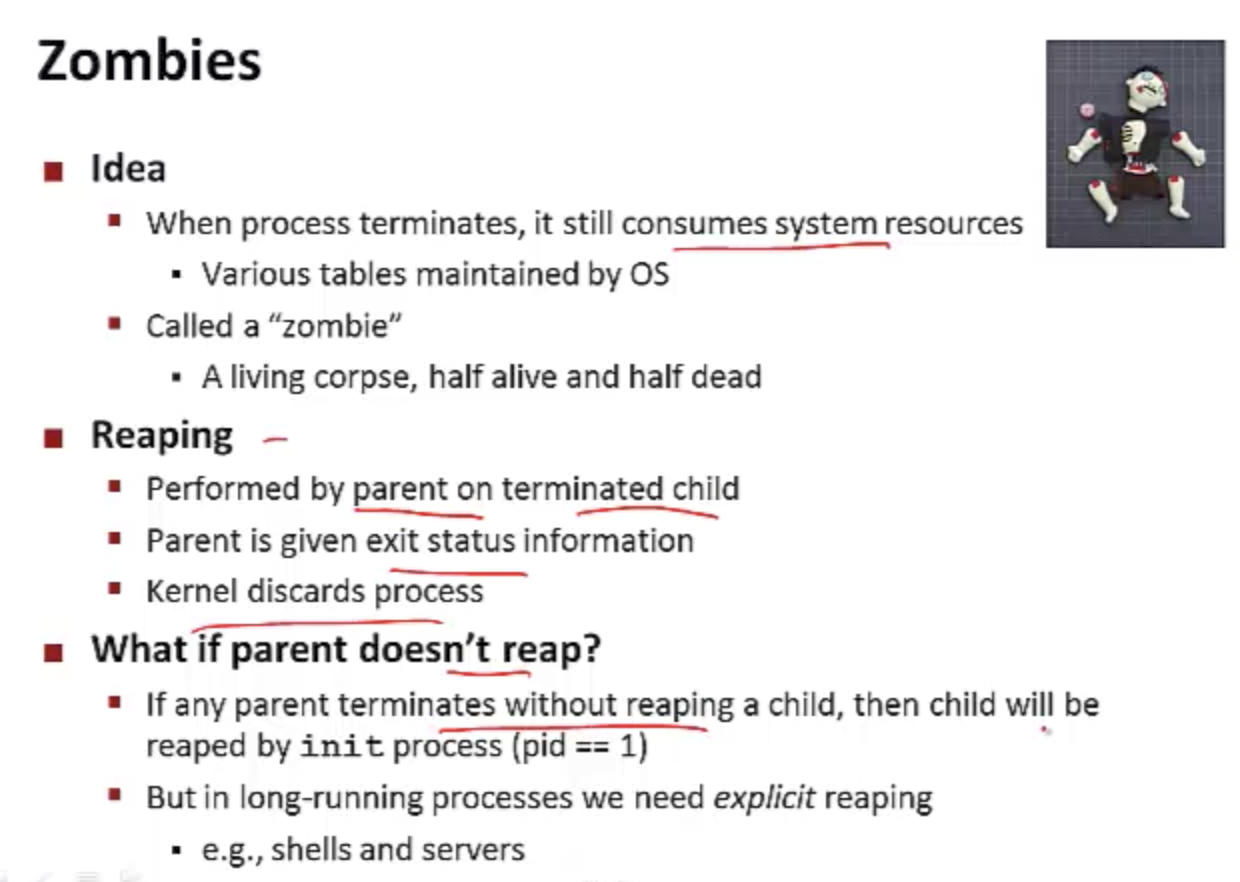 Zombies
Idea
When process terminates, it still consumes system resources
Various tables maintained by OS
Called a “zombie”
A living corpse, half alive and half dead
Reaping
Performed by parent on terminated child
Parent is given exit status information
Kernel discards process
What if parent doesn’t reap?
If any parent terminates without reaping a child, then child will be
reaped by init process (pid == 1)
But in long-running processes we need explicit reaping
e.g., shells and servers